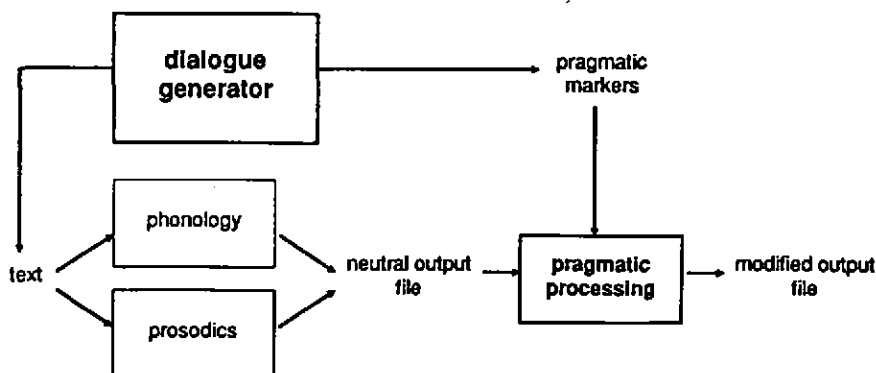 dialogue
generator
pragmatic
markers
phonology
text
neutral output
file
pragmatic
processing
modified output
file
prosodics